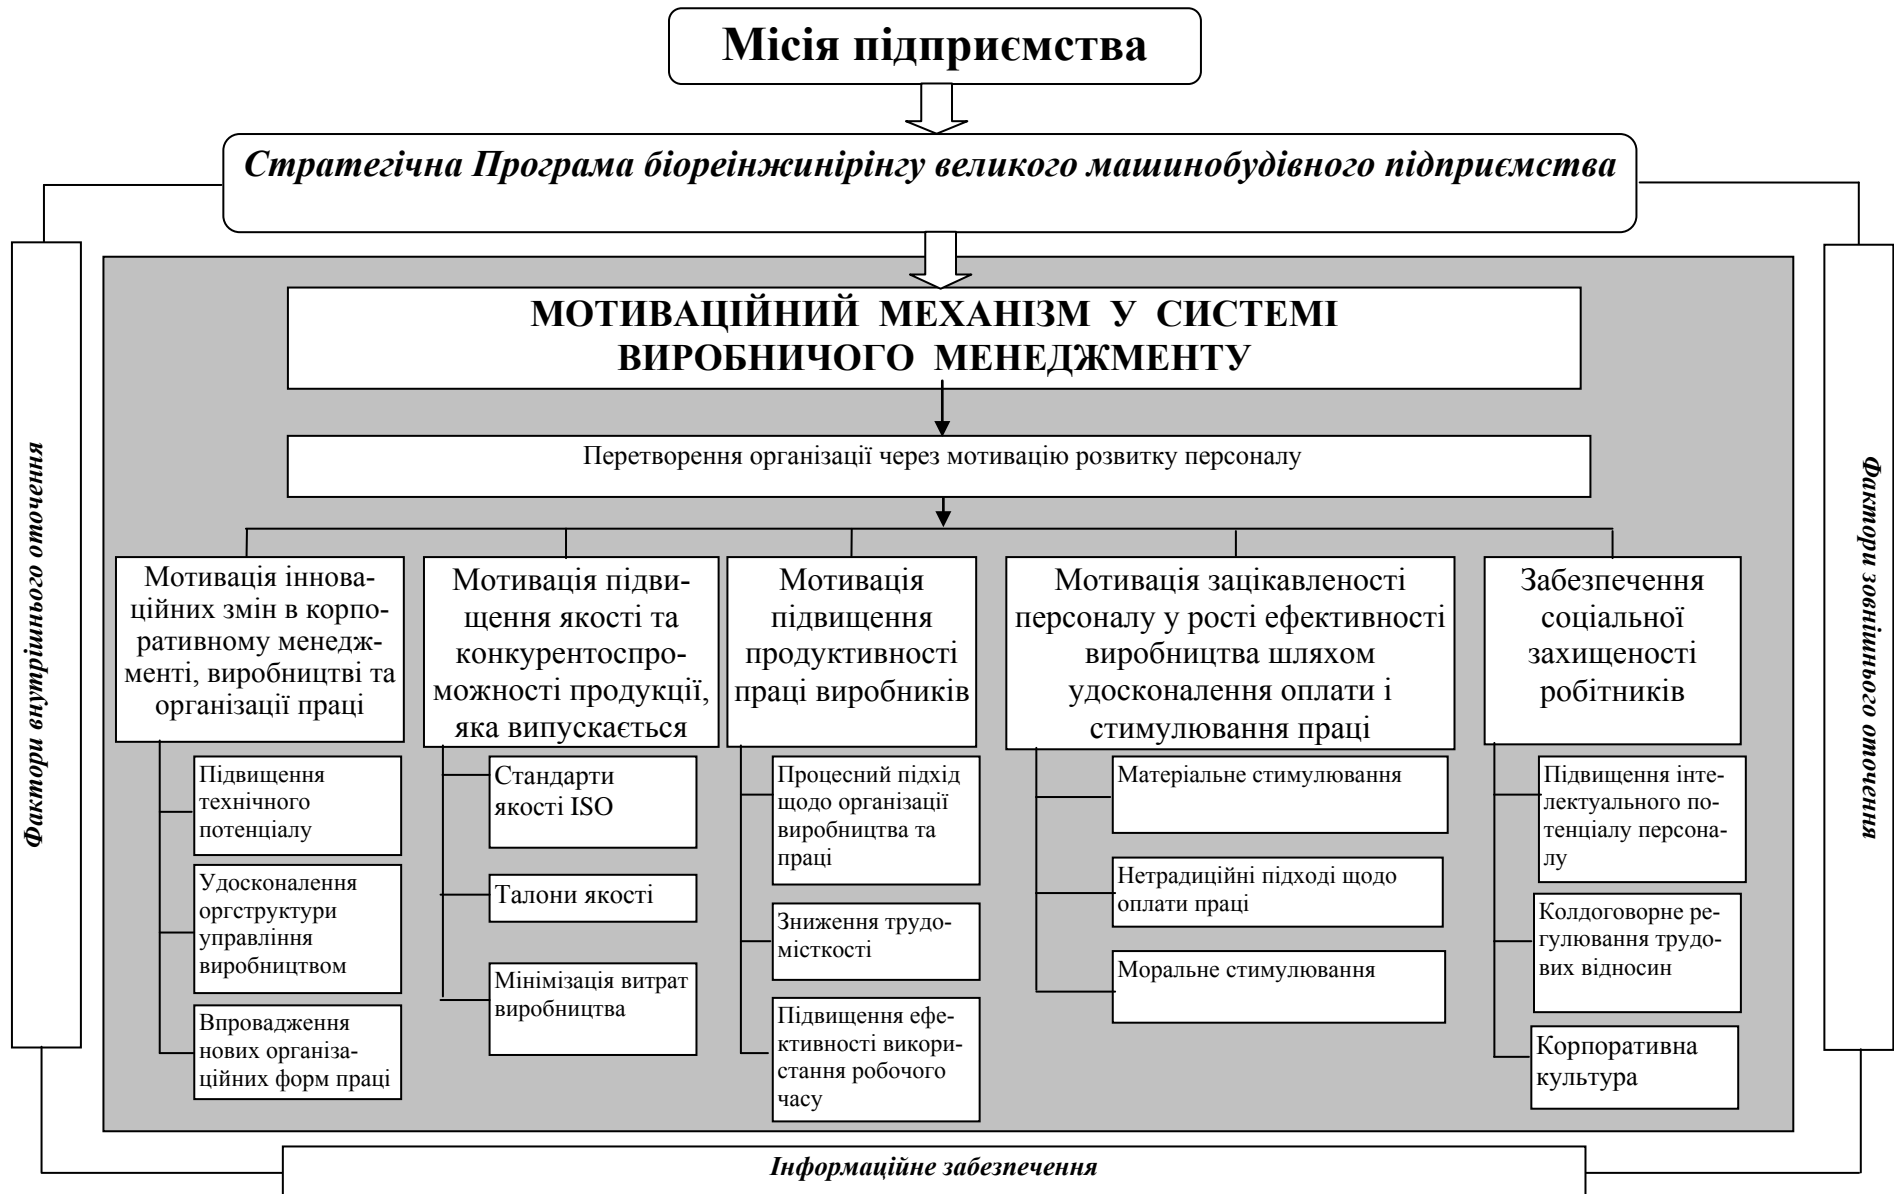 Місія підприємства
Стратегічна Програма біореінжинірінгу великого машинобудівного підприємства
Фактори внутрішнього оточення
МОТИВАЦІЙНИЙ МЕХАНІЗМ У СИСТЕМІ
ВИРОБНИЧОГО МЕНЕДЖМЕНТУ
Перетворення організації через мотивацію розвитку персоналу
Мотивація іннова-
ційних змін в корпо-
ративному менедж-
менті, виробництві та
організації праці
Підвищення
технічного
потенціалу
Удосконалення
оргструктури
управління
виробництвом
Впровадження
нових організа-
ційних форм праці
Мотивація підви-
щення якості та
конкурентоспро-
можності продукції,
яка випускається
Стандарти
якості ISO
Талони якості
Мінімізація витрат
виробництва
Мотивація
підвищення
продуктивності
праці виробників
Процесний підхід
щодо організації
виробництва та
праці
Зниження трудо-
місткості
Підвищення ефе-
ктивності викори-
стання робочого
часу
Мотивація зацікавленості
персоналу у рості ефективності
виробництва шляхом
удосконалення оплати і
стимулювання праці
Матеріальне стимулювання
Нетрадиційні підході щодо
оплати праці
Моральне стимулювання
Забезпечення
соціальної
захищеності
робітників
Підвищення інте-
лектуального по-
тенціалу персона-
лу
Колдоговорне ре-
гулювання трудо-
вих відносин
Корпоративна
культура
Фактори зовнішнього оточення
Інформаційне забезпечення